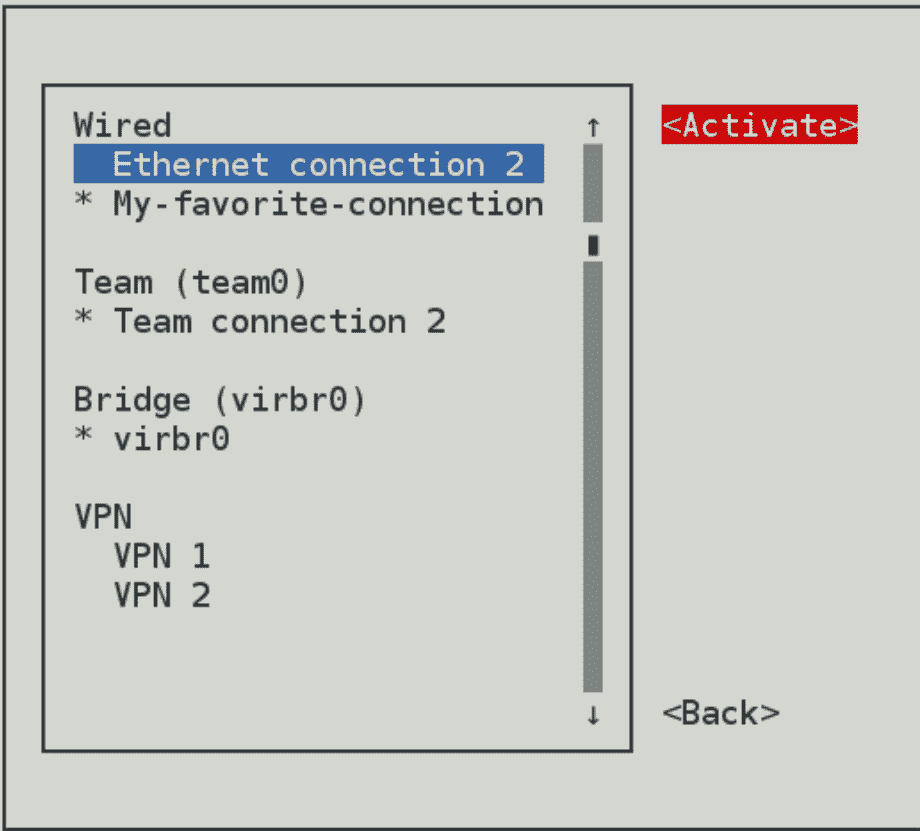 Wired
<Activate>
Ethernet connection 2
* My-favorite-connection
Team (team0)
* Team connection 2
Bridge (virbr0)
* virbr0
VPN
VPN 1
VPN 2
<Back>